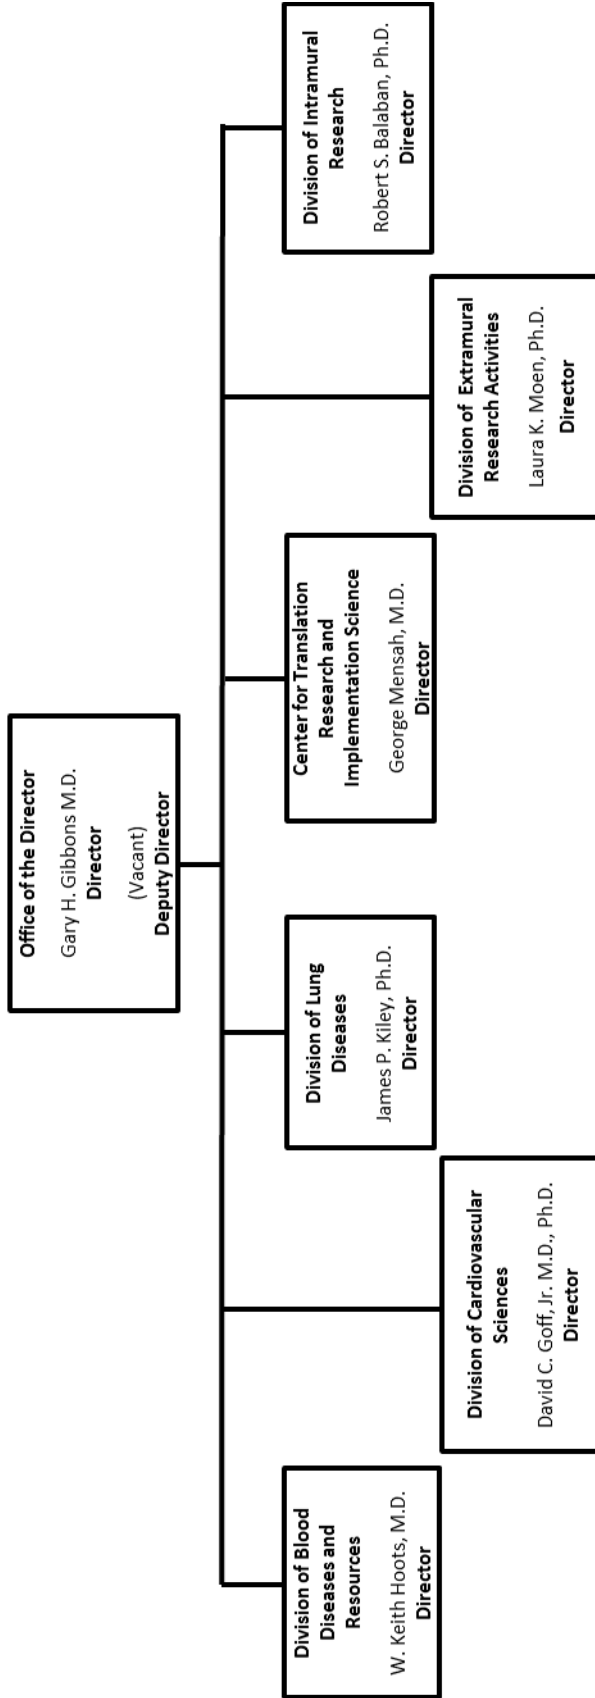 Office of the Director
Gary H. Gibbons M.D.
Director
(Vacant)
Deputy Director
Division of Blood
Diseases and
Resources
W. Keith Hoots, M.D.
Director
Division of Cardiovascular
Sciences
David C. Goff, Jr. M.D., Ph.D.
Director
Division of Lung
Diseases
James P. Kiley, Ph.D.
Director
Center for Translation
Research and
Implementation Science
George Mensah, M.D.
Director
Division of Extramural
Research Activities
Laura K. Moen, Ph.D.
Director
Division of Intramural
Research
Robert S. Balaban, Ph.D.
Director